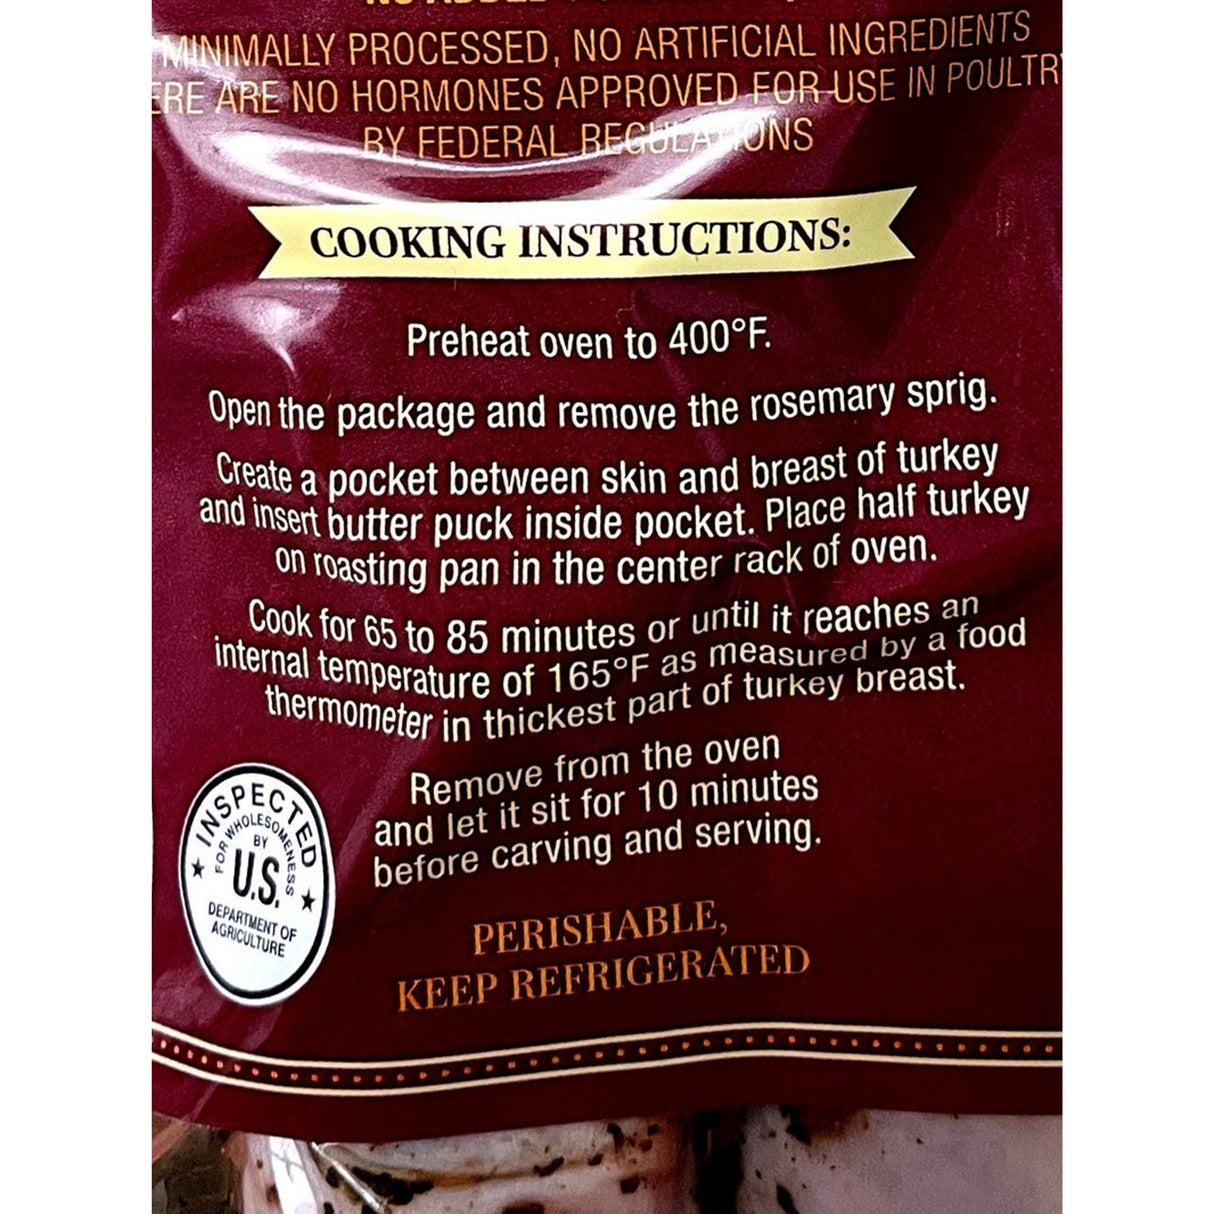 MINIMALLY PROCESSED, NO ARTIFICIAL INGREDIENTS
ARE NO HORMONES APPROVED FOR USE IN
BY FEDERAL REGULATIONS
COOKING INSTRUCTIONS:
Preheat oven to 400°F.
Open the package and remove the rosemary sprig.
Create a pocket between skin and breast of turkey
and insert butter puck inside pocket. Place half turkey
on roasting pan in the center rack of oven.
Cook for 65 to 85 minutes or until it reaches an
internal temperature of 165°F as measured by a food
thermometer in thickest part of turkey breast.
Remove from the oven
and let it sit for 10 minutes
before carving and serving.
INSPECTED
FOR WHOLESOMENESS
BY
U.S.
DEPARTMENT OF
AGRICULTURE
PERISHABLE,
KEEP REFRIGERATED